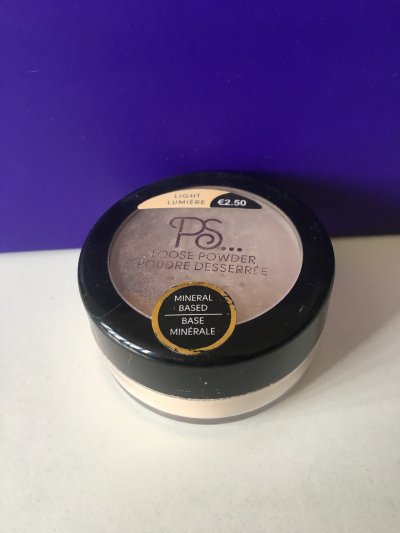 LIGHT
LUMIÈRE
€2.50
PS...
LOOSE POWDER
POUDRE DESSERRÉE
MINERAL
BASED
BASE
MINÉRALE